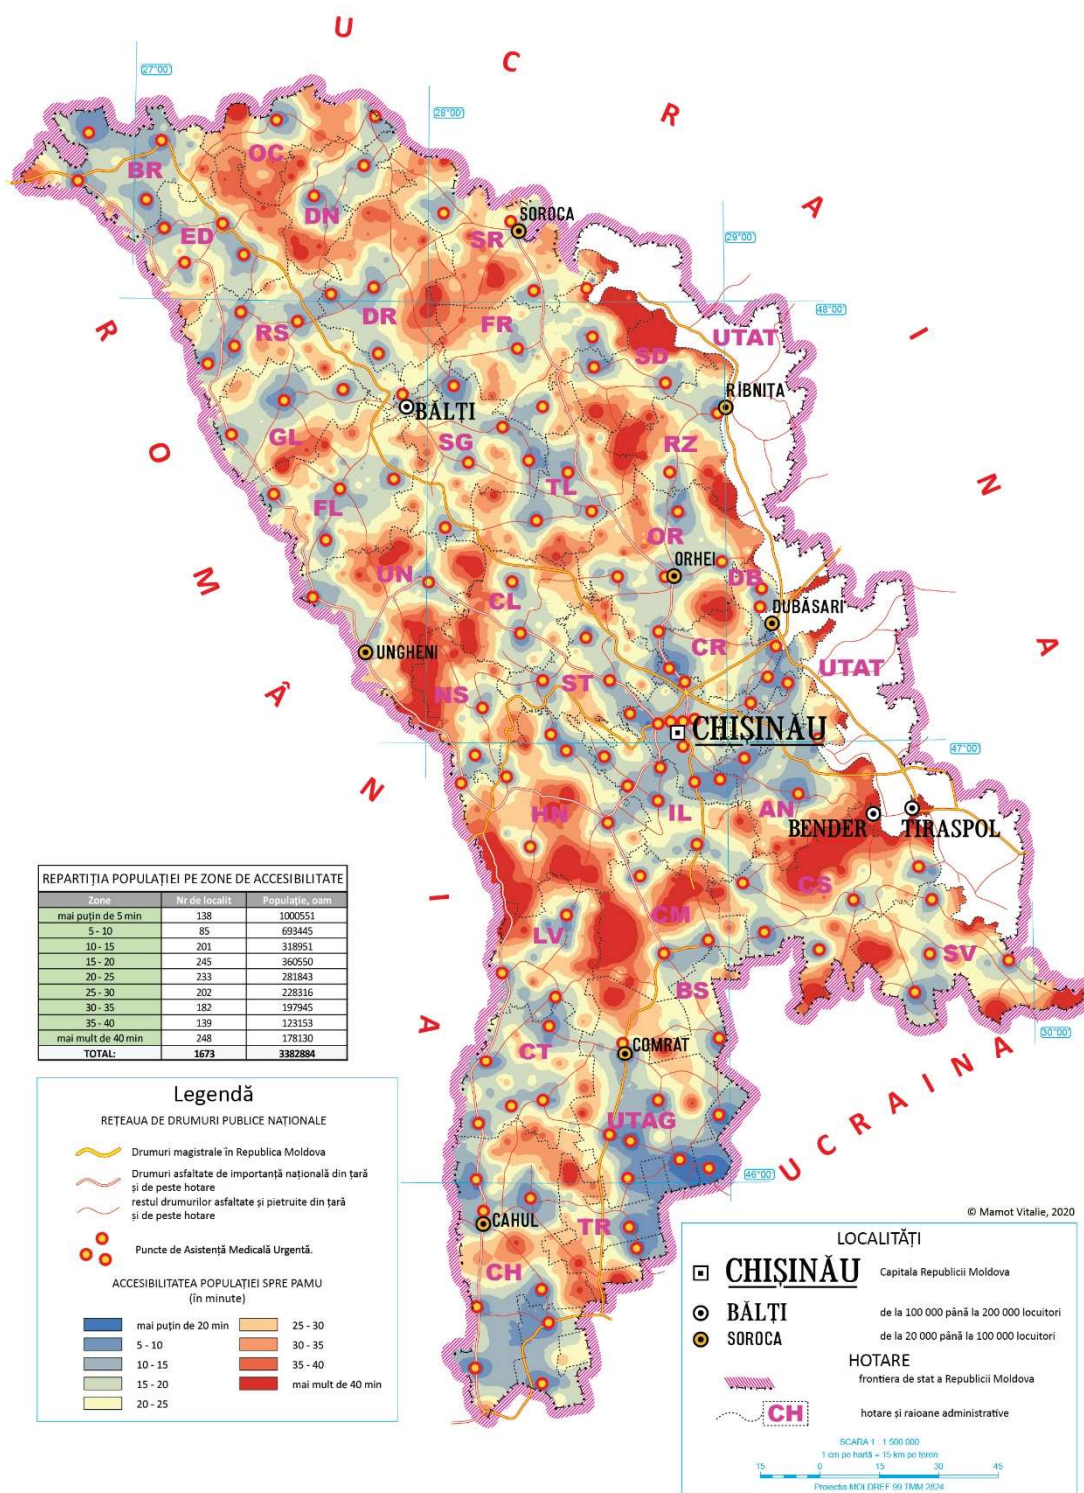 U C R A I N A
R O M Â N I A
U C R A I N A
27°00'
28°00'
29°00'
48°00'
47°00'
46°00'
30°00'
BR
OC
DN
ED
SR
SOROCA
RS
DR
FR
SD
UTAT
RÎBNIȚA
BĂLȚI
GL
SG
RZ
TL
FL
OR
UN
CL
ORHEI
DB
DUBĂSARI
CR
UTAT
UNGHENI
NS
ST
CHIȘINĂU
HN
IL
AN
BENDER
TIRASPOL
CS
LV
CM
SV
BS
CT
COMRAT
UTAG
CAHUL
TR
CH
REPARTIȚIA POPULAȚIEI PE ZONE DE ACCESIBILITATE
Zone Nr de localit Populație, oam
mai puțin de 5 min 138 1000551
5 - 10 85 693445
10 - 15 201 318951
15 - 20 245 360550
20 - 25 233 281843
25 - 30 202 228316
30 - 35 182 197945
35 - 40 139 123153
mai mult de 40 min 248 178130
TOTAL: 1673 3382884
Legendă
REȚEAUA DE DRUMURI PUBLICE NAȚIONALE
Drumuri magistrale în Republica Moldova
Drumuri asfaltate de importanță națională din țară
și de peste hotare
restul drumurilor asfaltate și pietruite din țară
și de peste hotare
Puncte de Asistență Medicală Urgentă.
ACCESIBILITATEA POPULAȚIEI SPRE PAMU
(în minute)
mai puțin de 20 min
5 - 10
10 - 15
15 - 20
20 - 25
25 - 30
30 - 35
35 - 40
mai mult de 40 min
© Mamot Vitalie, 2020
LOCALITĂȚI
CHIȘINĂU Capitala Republicii Moldova
BĂLȚI de la 100 000 până la 200 000 locuitori
SOROCA de la 20 000 până la 100 000 locuitori
HOTARE
frontiera de stat a Republicii Moldova
CH hotare și raioane administrative
SCARA 1 : 1 500 000
1 cm pe hartă = 15 km pe teren.
15 0 15 30 45
Proiectia MOLDREF 99 TMM 2824